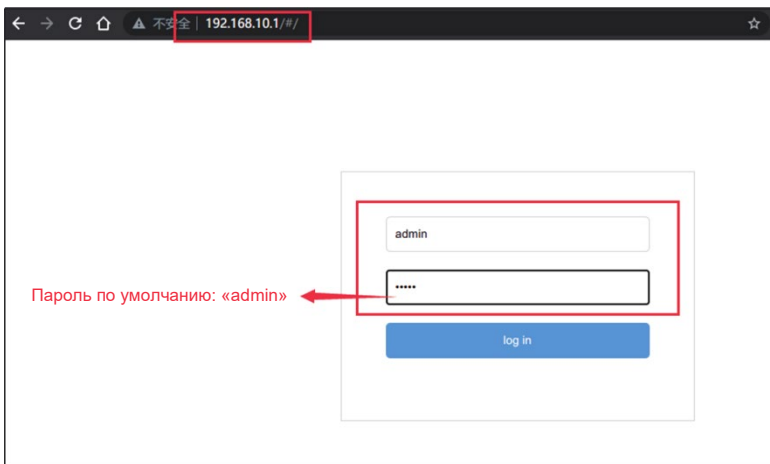 不安全 | 192.168.10.1/#/
admin
•••••
Пароль по умолчанию: «admin»
log in